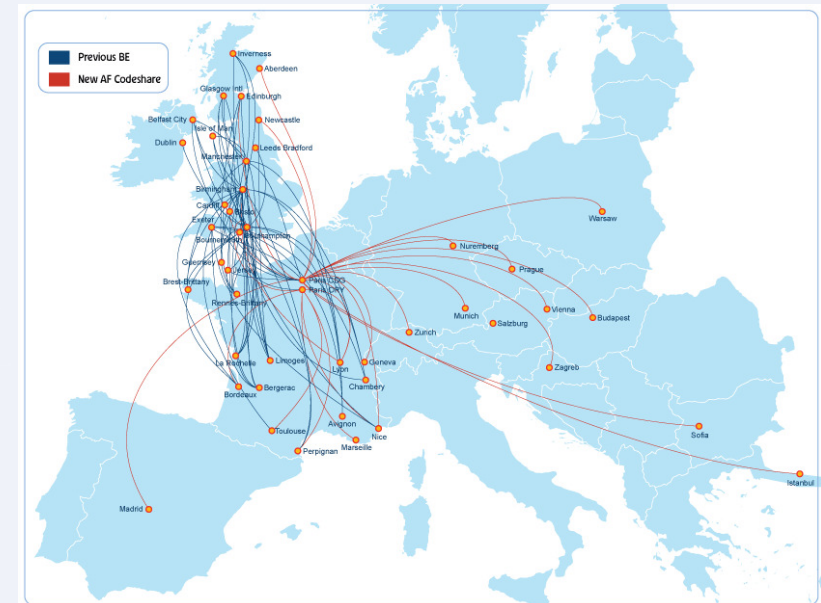 Previous BE
New AF Codeshare
Inverness
Aberdeen
Glasgow Intl
Edinburgh
Belfast City
Isle of Man
Newcastle
Dublin
Leeds Bradford
Manchester
Birmingham
Cardiff
Bristol
Exeter
Southampton
Bournemouth
Guernsey
Jersey
Brest-Brittany
Rennes-Brittany
Paris CDG
Paris ORY
Warsaw
Nuremberg
Prague
Munich
Vienna
Salzburg
Budapest
Zurich
La Rochelle
Limoges
Lyon
Geneva
Zagreb
Chambery
Bordeaux
Bergerac
Avignon
Toulouse
Nice
Marseille
Perpignan
Sofia
Istanbul
Madrid